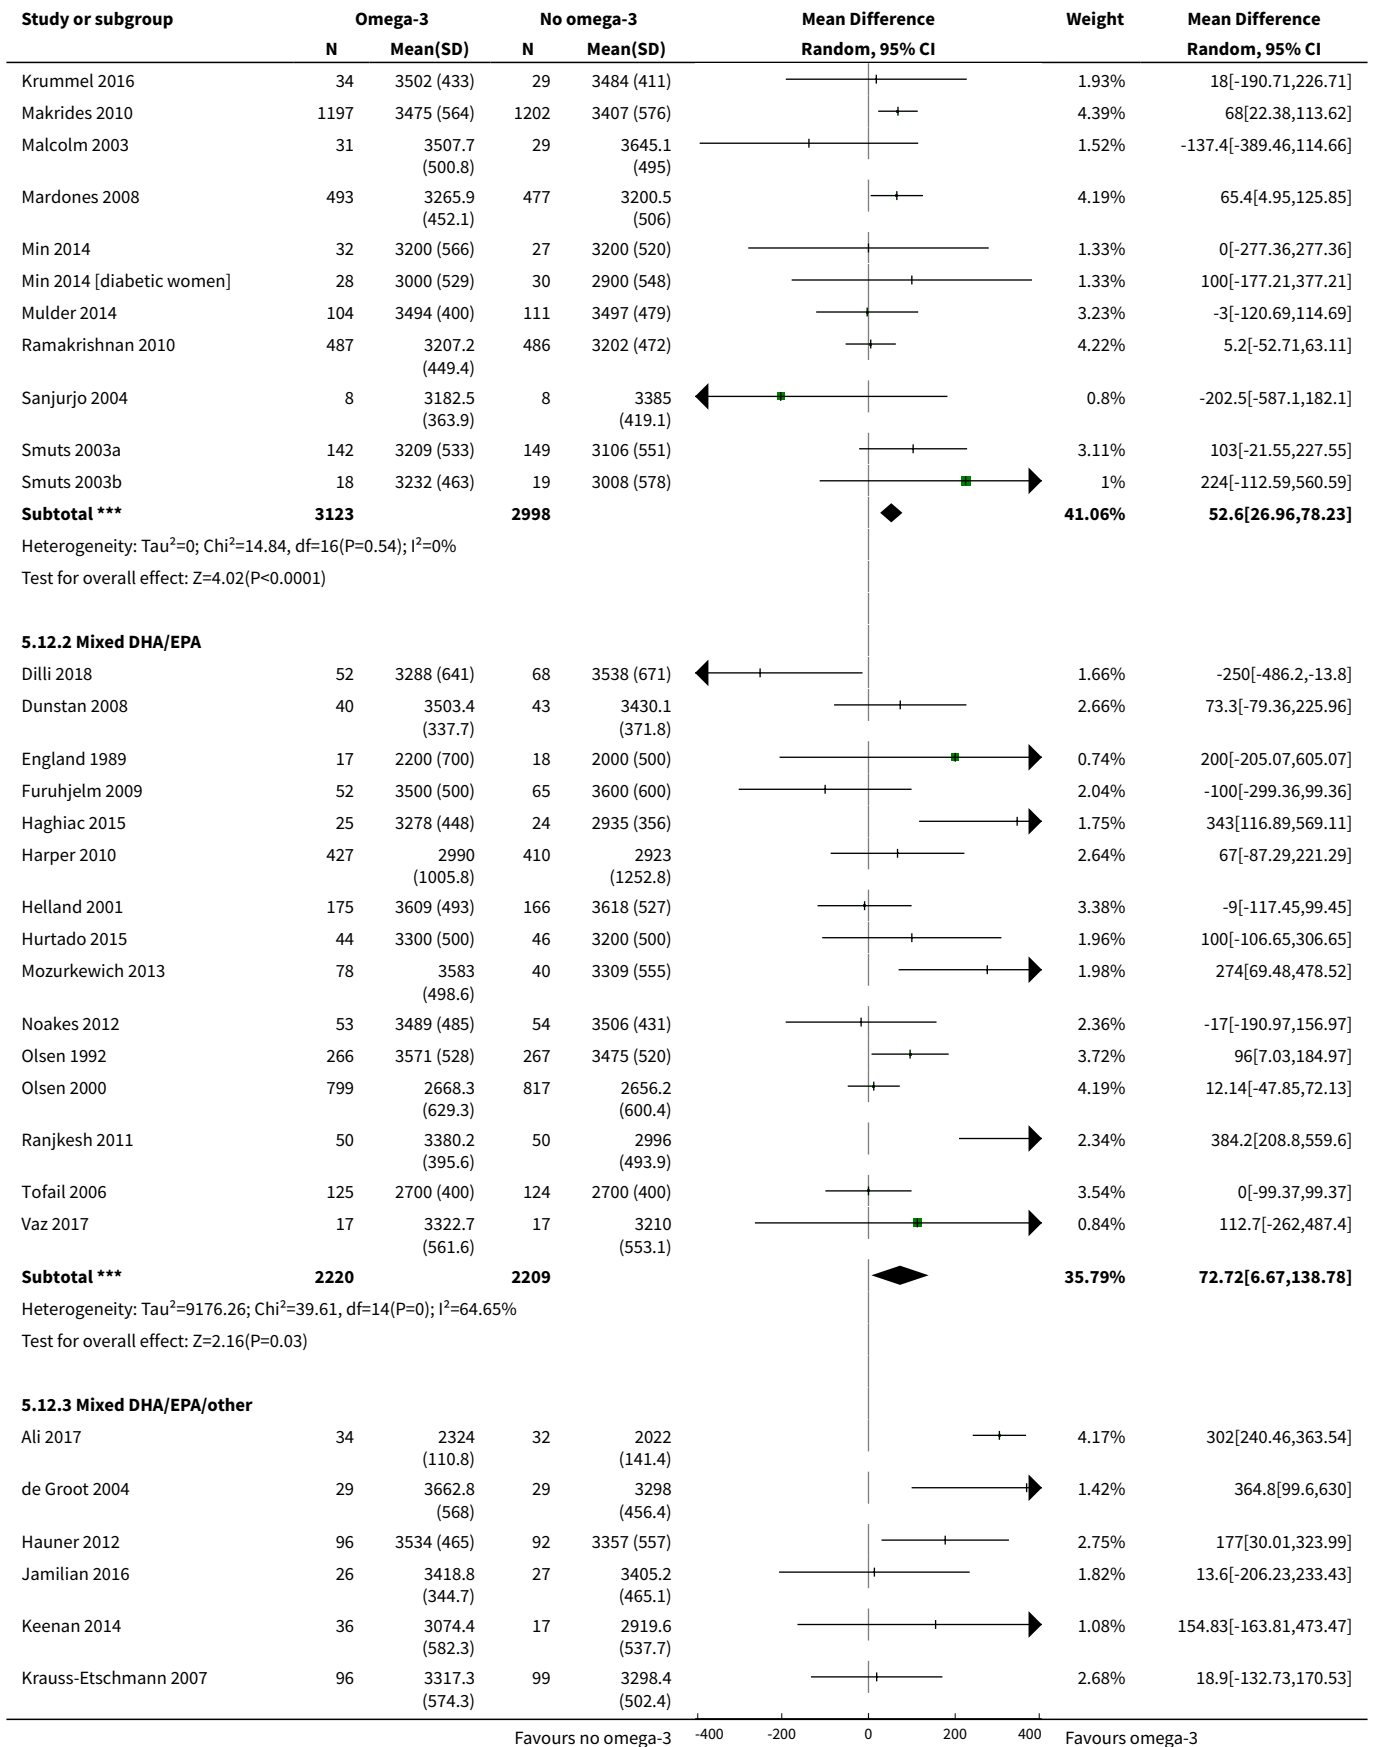 Study or subgroup Omega-3 No omega-3 Mean Difference Weight Mean Difference
N Mean(SD) N Mean(SD) Random, 95% CI Random, 95% CI
Krummel 2016 34 3502 (433) 29 3484 (411) 1.93% 18[-190.71,226.71]
Makrides 2010 1197 3475 (564) 1202 3407 (576) 4.39% 68[22.38,113.62]
Malcolm 2003 31 3507.7 29 3645.1 1.52% -137.4[-389.46,114.66]
(500.8) (495)
Mardones 2008 493 3265.9 477 3200.5 4.19% 65.4[4.95,125.85]
(452.1) (506)
Min 2014 32 3200 (566) 27 3200 (520) 1.33% 0[-277.36,277.36]
Min 2014 [diabetic women] 28 3000 (529) 30 2900 (548) 1.33% 100[-177.21,377.21]
Mulder 2014 104 3494 (400) 111 3497 (479) 3.23% -3[-120.69,114.69]
Ramakrishnan 2010 487 3207.2 486 3202 (472) 4.22% 5.2[-52.71,63.11]
(449.4)
Sanjurjo 2004 8 3182.5 8 3385 0.8% -202.5[-587.1,182.1]
(363.9) (419.1)
Smuts 2003a 142 3209 (533) 149 3106 (551) 3.11% 103[-21.55,227.55]
Smuts 2003b 18 3232 (463) 19 3008 (578) 1% 224[-112.59,560.59]
Subtotal *** 3123 2998 41.06% 52.6[26.96,78.23]
Heterogeneity: Tau²=0; Chi²=14.84, df=16(P=0.54); I²=0%
Test for overall effect: Z=4.02(P<0.0001)
5.12.2 Mixed DHA/EPA
Dilli 2018 52 3288 (641) 68 3538 (671) 1.66% -250[-486.2,-13.8]
Dunstan 2008 40 3503.4 43 3430.1 2.66% 73.3[-79.36,225.96]
(337.7) (371.8)
England 1989 17 2200 (700) 18 2000 (500) 0.74% 200[-205.07,605.07]
Furuhjelm 2009 52 3500 (500) 65 3600 (600) 2.04% -100[-299.36,99.36]
Haghiac 2015 25 3278 (448) 24 2935 (356) 1.75% 343[116.89,569.11]
Harper 2010 427 2990 410 2923 2.64% 67[-87.29,221.29]
(1005.8) (1252.8)
Helland 2001 175 3609 (493) 166 3618 (527) 3.38% -9[-117.45,99.45]
Hurtado 2015 44 3300 (500) 46 3200 (500) 1.96% 100[-106.65,306.65]
Mozurkewich 2013 78 3583 40 3309 (555) 1.98% 274[69.48,478.52]
(498.6)
Noakes 2012 53 3489 (485) 54 3506 (431) 2.36% -17[-190.97,156.97]
Olsen 1992 266 3571 (528) 267 3475 (520) 3.72% 96[7.03,184.97]
Olsen 2000 799 2668.3 817 2656.2 4.19% 12.14[-47.85,72.13]
(629.3) (600.4)
Ranjkesh 2011 50 3380.2 50 2996 2.34% 384.2[208.8,559.6]
(395.6) (493.9)
Tofail 2006 125 2700 (400) 124 2700 (400) 3.54% 0[-99.37,99.37]
Vaz 2017 17 3322.7 17 3210 0.84% 112.7[-262,487.4]
(561.6) (553.1)
Subtotal *** 2220 2209 35.79% 72.72[6.67,138.78]
Heterogeneity: Tau²=9176.26; Chi²=39.61, df=14(P=0); I²=64.65%
Test for overall effect: Z=2.16(P=0.03)
5.12.3 Mixed DHA/EPA/other
Ali 2017 34 2324 32 2022 4.17% 302[240.46,363.54]
(110.8) (141.4)
de Groot 2004 29 3662.8 29 3298 1.42% 364.8[99.6,630]
(568) (456.4)
Hauner 2012 96 3534 (465) 92 3357 (557) 2.75% 177[30.01,323.99]
Jamilian 2016 26 3418.8 27 3405.2 1.82% 13.6[-206.23,233.43]
(344.7) (465.1)
Keenan 2014 36 3074.4 17 2919.6 1.08% 154.83[-163.81,473.47]
(582.3) (537.7)
Krauss-Etschmann 2007 96 3317.3 99 3298.4 2.68% 18.9[-132.73,170.53]
(574.3) (502.4)
Favours no omega-3 -400 -200 0 200 400 Favours omega-3